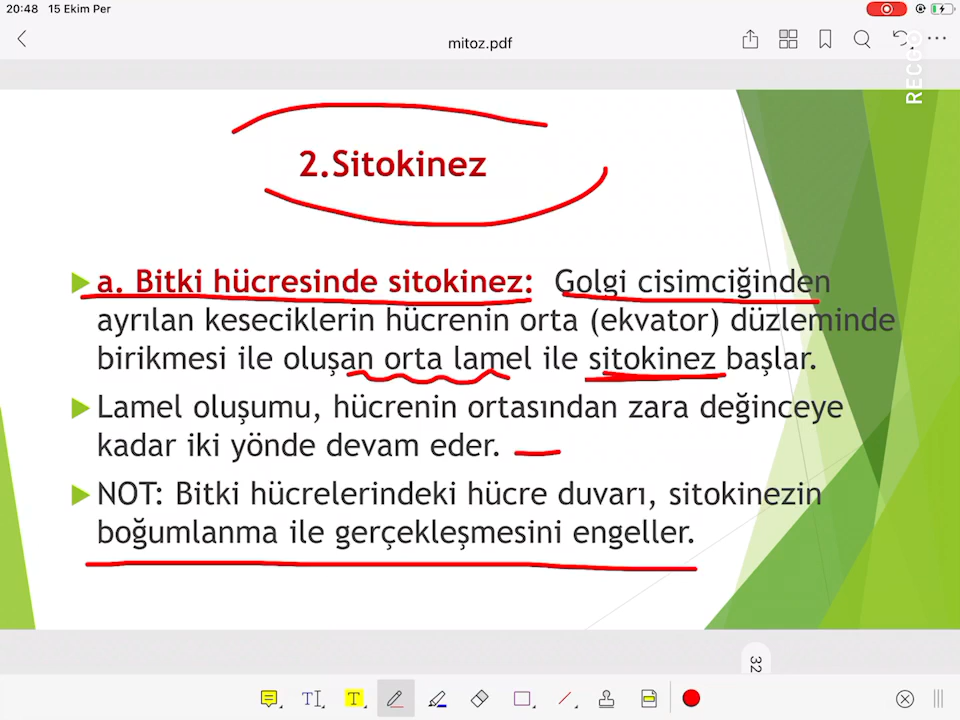 20:48 15 Ekim Per
mitoz.pdf
RECGO
2.Sitokinez
a. Bitki hücresinde sitokinez: Golgi cisimciğinden
ayrılan keseciklerin hücrenin orta (ekvator) düzleminde
birikmesi ile oluşan orta lamel ile sitokinez başlar.
Lamel oluşumu, hücrenin ortasından zara değinceye
kadar iki yönde devam eder.
NOT: Bitki hücrelerindeki hücre duvarı, sitokinezin
boğumlanma ile gerçekleşmesini engeller.
32
T
T